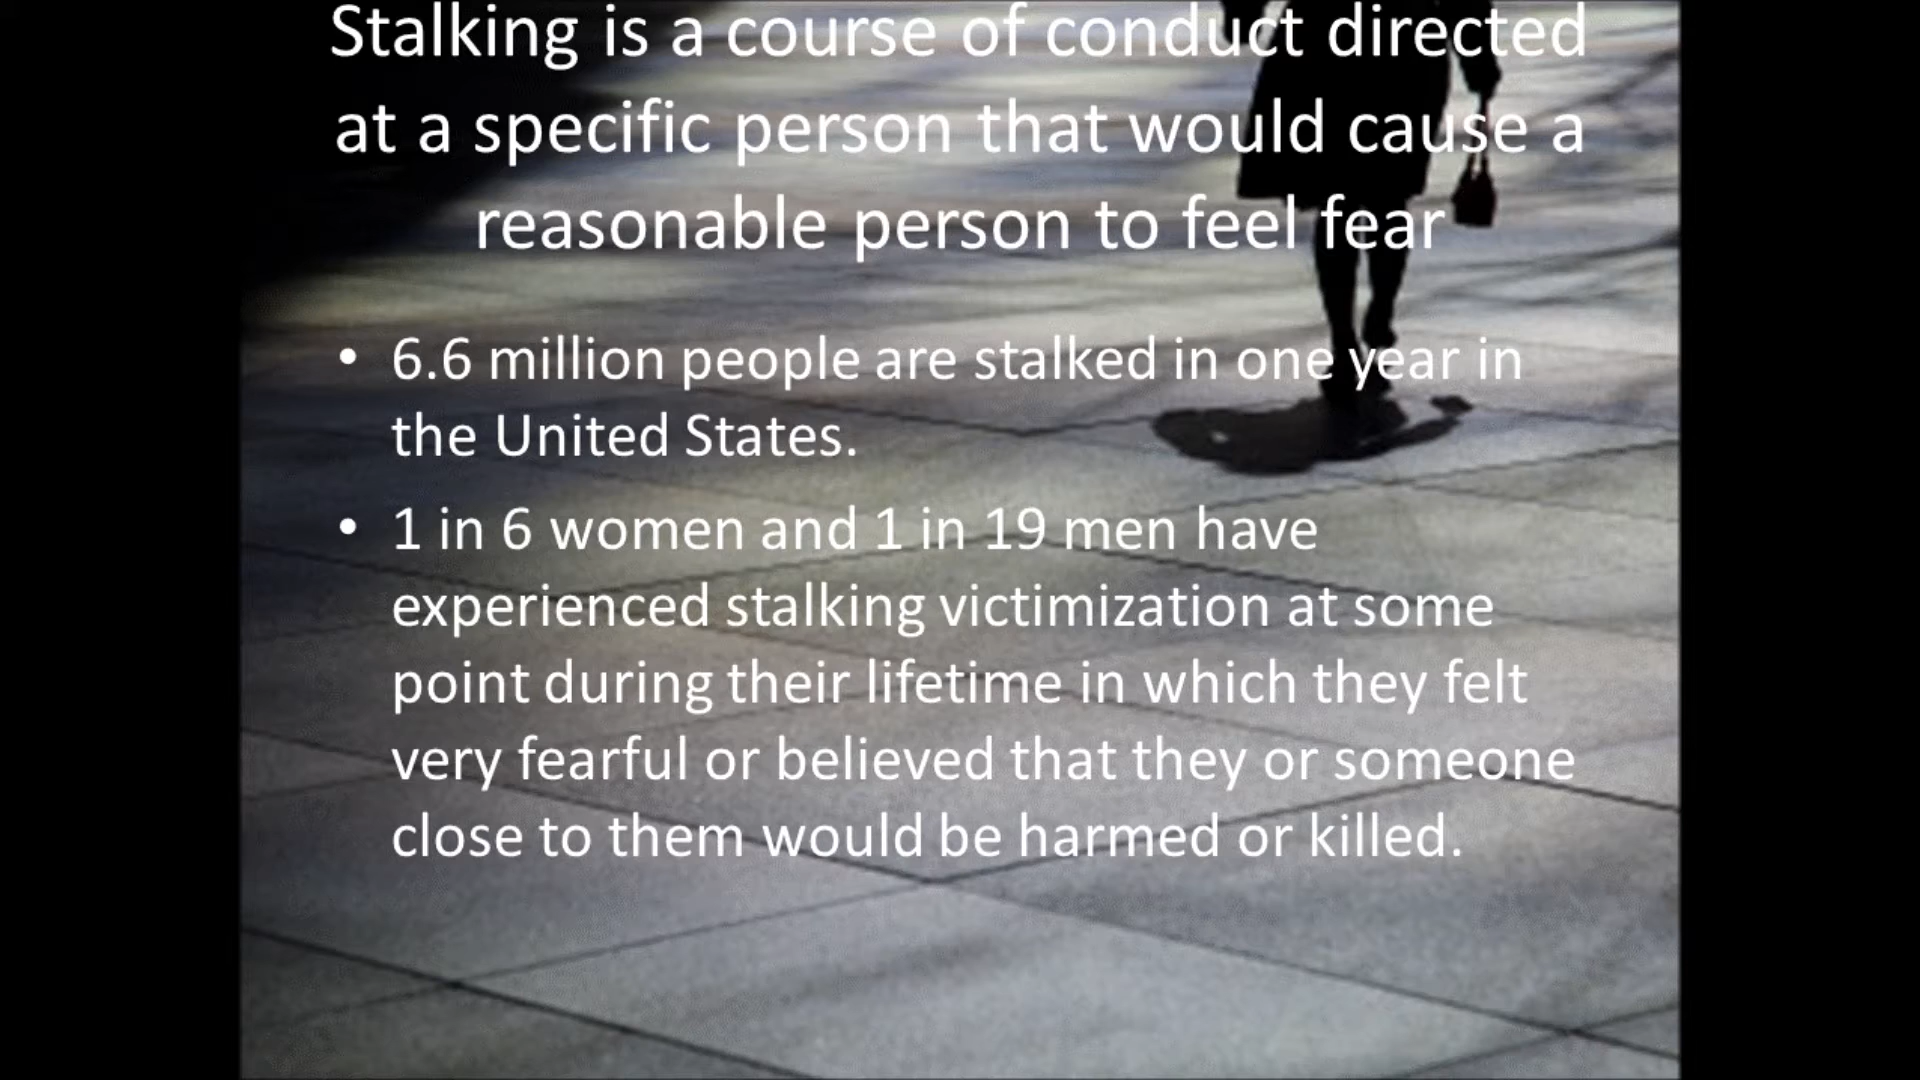 Stalking is a course of conduct directed
at a specific person that would cause a
reasonable person to feel fear
• 6.6 million people are stalked in one year in
the United States.
• 1 in 6 women and 1 in 19 men have
experienced stalking victimization at some
point during their lifetime in which they felt
very fearful or believed that they or someone
close to them would be harmed or killed.